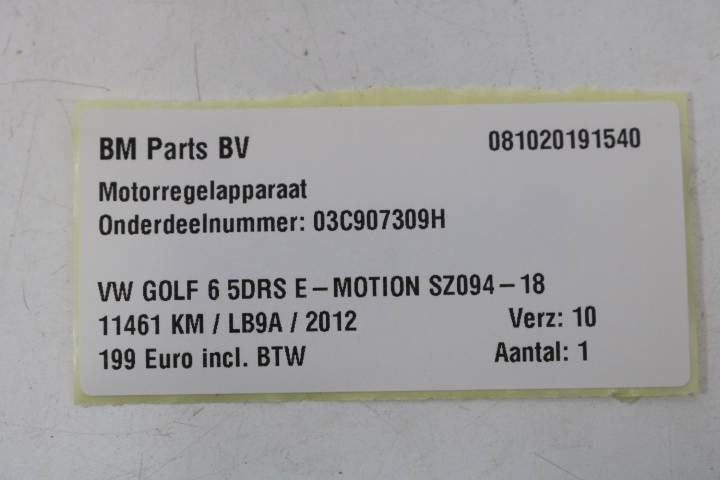 BM Parts BV 081020191540
Motorregelapparaat
Onderdeelnummer: 03C907309H
VW GOLF 6 5DRS E-MOTION SZ094-18
11461 KM / LB9A / 2012 Verz: 10
199 Euro incl. BTW Aantal: 1